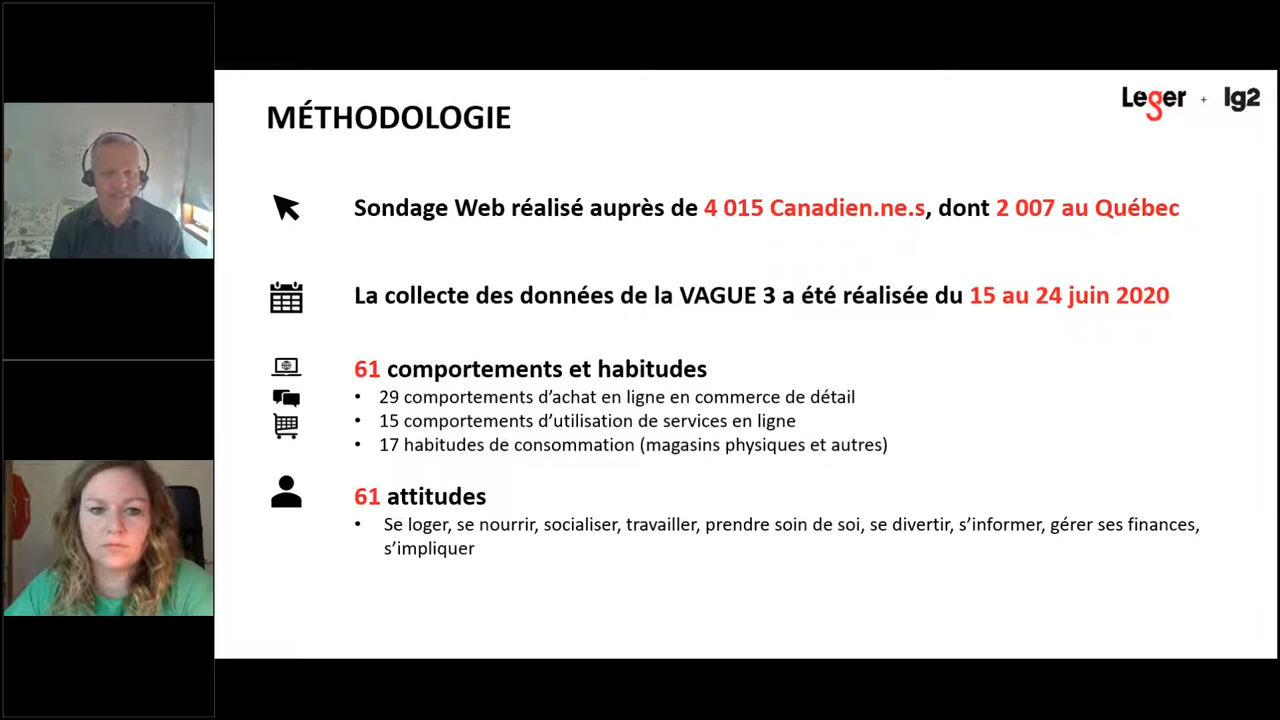 Leger + lg2
MÉTHODOLOGIE
Sondage Web réalisé auprès de 4 015 Canadien.ne.s, dont 2 007 au Québec
La collecte des données de la VAGUE 3 a été réalisée du 15 au 24 juin 2020
61 comportements et habitudes
• 29 comportements d’achat en ligne en commerce de détail
• 15 comportements d’utilisation de services en ligne
• 17 habitudes de consommation (magasins physiques et autres)
61 attitudes
• Se loger, se nourrir, socialiser, travailler, prendre soin de soi, se divertir, s’informer, gérer ses finances,
s’impliquer